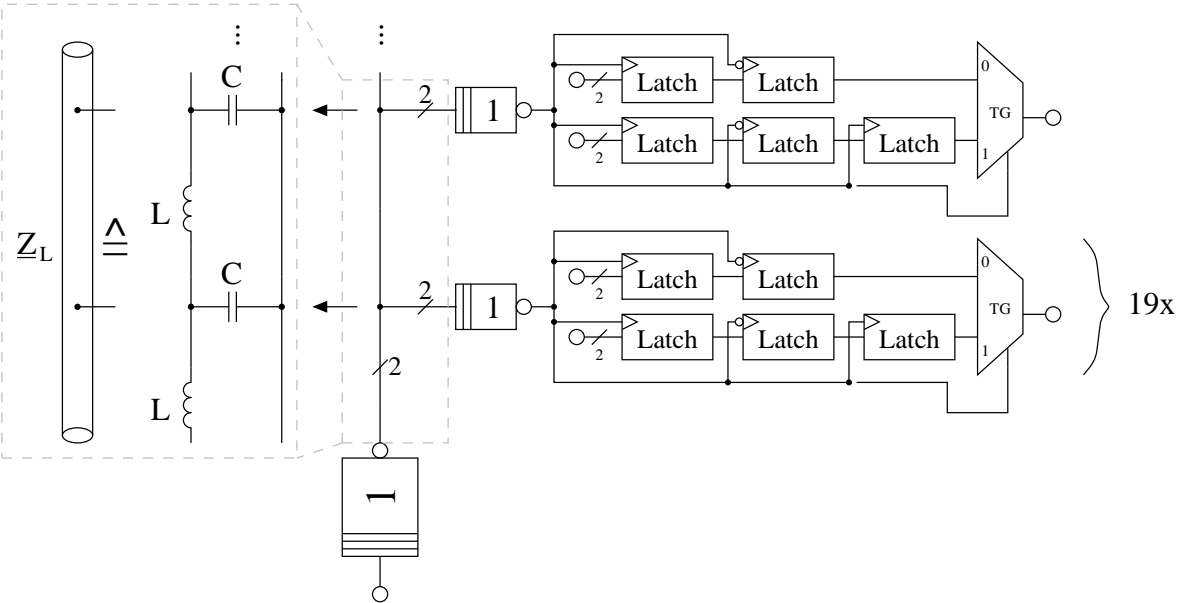 ⋮ ⋮
C
2 1 2 Latch Latch 0
TG
2 Latch Latch Latch 1
L
Z_L ≙
C
2 1 2 Latch Latch 0
TG 19x
2 Latch Latch Latch 1
2
L
1